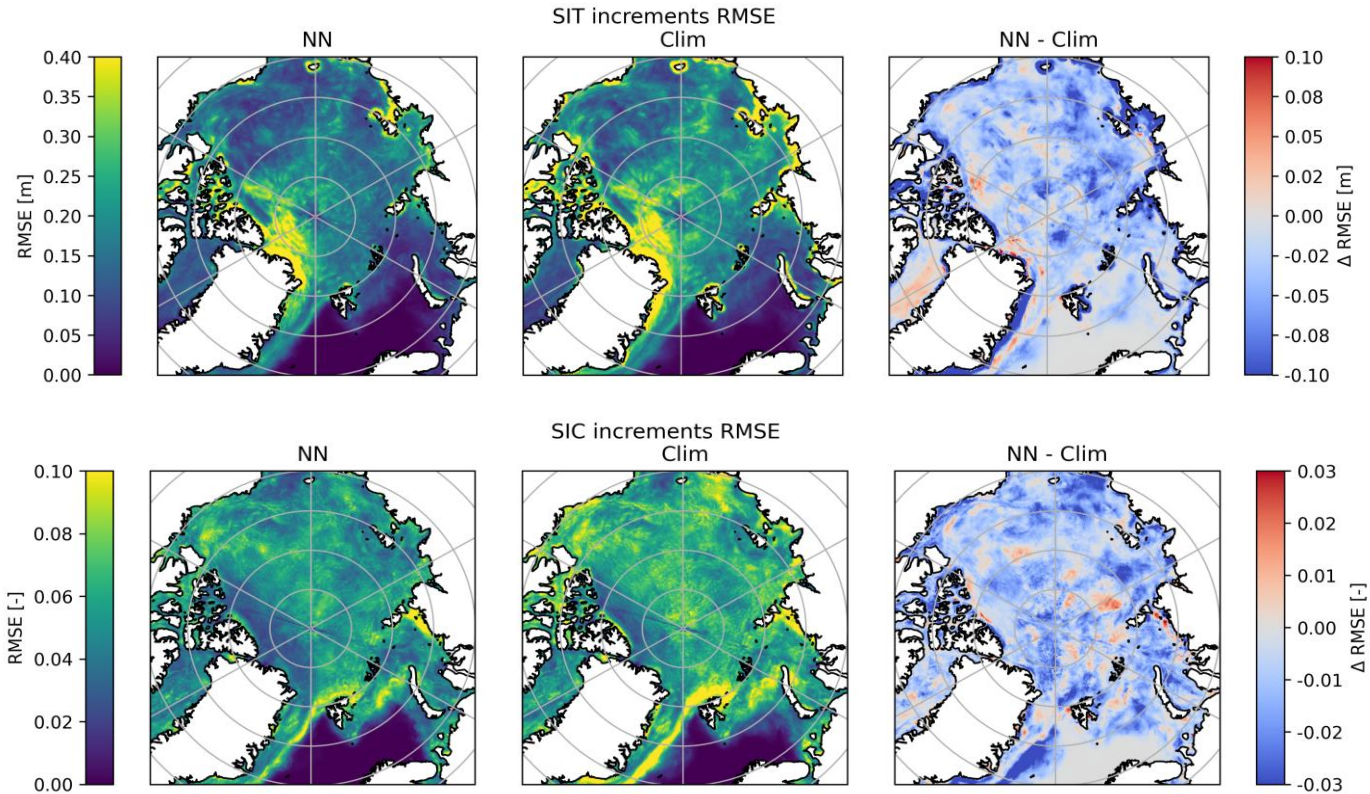 SIT increments RMSE
NN
Clim
NN - Clim
0.40
0.35
0.30
0.25
0.20
0.15
0.10
0.05
0.00
RMSE [m]
0.10
0.08
0.05
0.02
0.00
-0.02
-0.05
-0.08
-0.10
Δ RMSE [m]
SIC increments RMSE
NN
Clim
NN - Clim
0.10
0.08
0.06
0.04
0.02
0.00
RMSE [-]
0.03
0.02
0.01
0.00
-0.01
-0.02
-0.03
Δ RMSE [-]